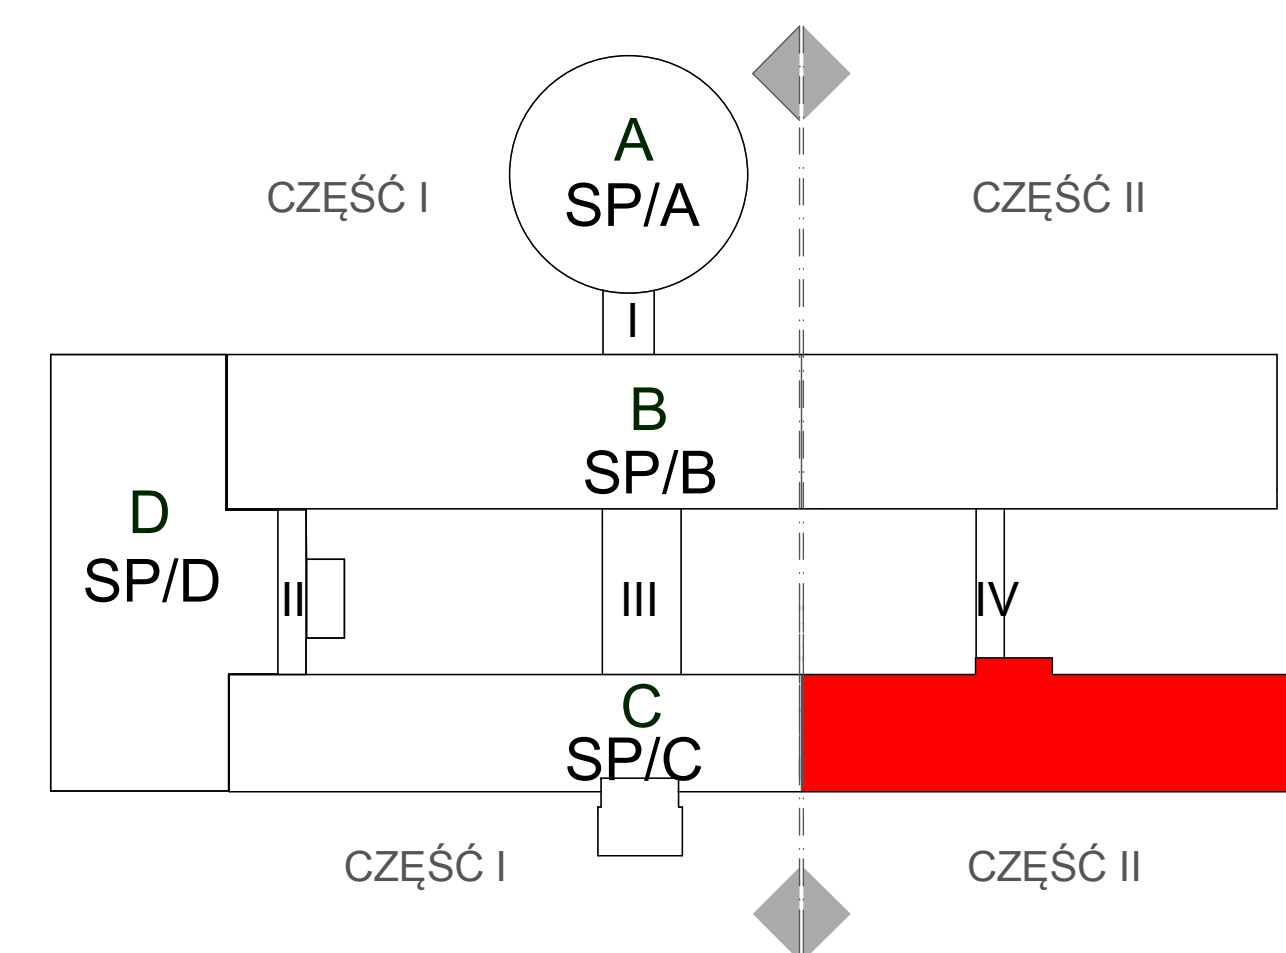 A
SP/A
CZĘŚĆ I
CZĘŚĆ II
I
B
SP/B
D
SP/D
II
III
IV
C
SP/C
CZĘŚĆ I
CZĘŚĆ II